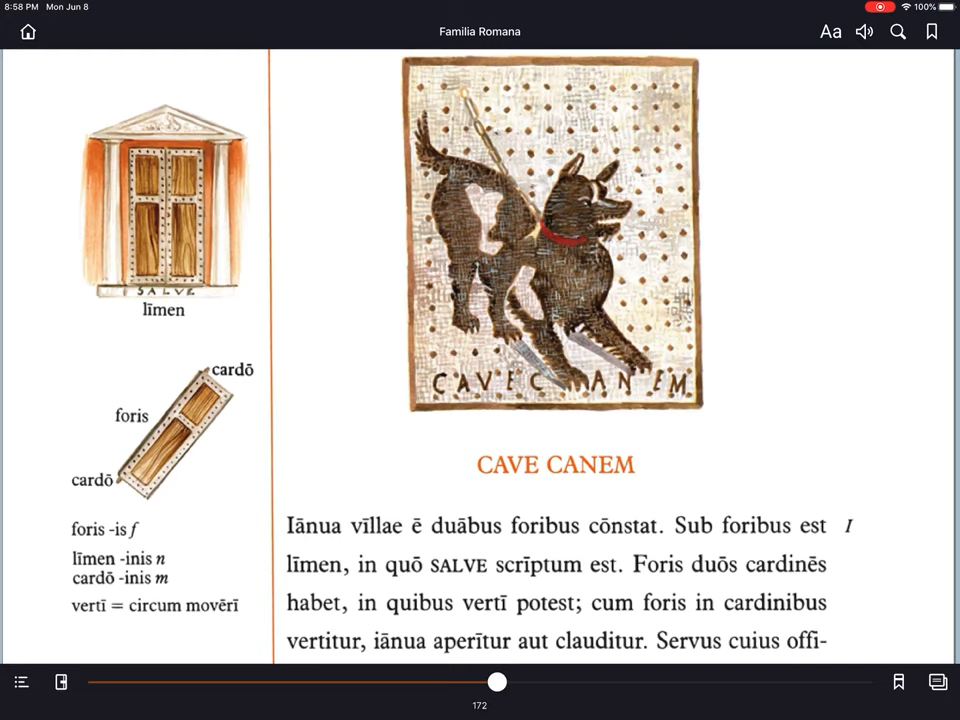 8:58 PM Mon Jun 8
100%
Familia Romana
Aa
SALVE
līmen
cardō
foris
cardō
foris -is f
līmen -inis n
cardō -inis m
vertī = circum movērī
CAVE CANEM
CAVE CANEM
Iānua vīllae ē duābus foribus cōnstat. Sub foribus est I
līmen, in quō SALVE scrīptum est. Foris duōs cardinēs
habet, in quibus vertī potest; cum foris in cardinibus
vertitur, iānua aperītur aut clauditur. Servus cuius offi-
172